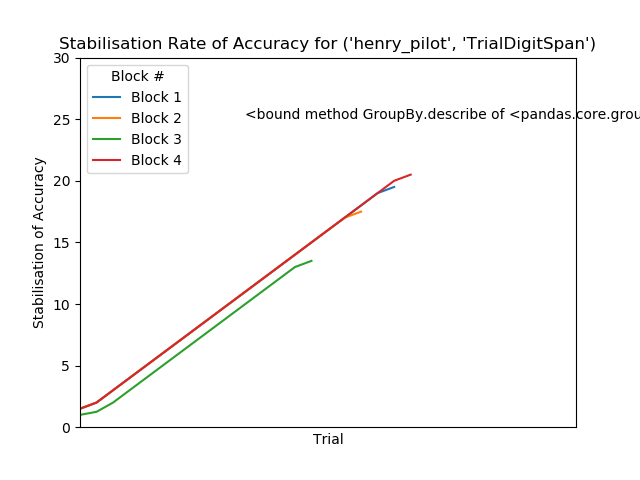 Stabilisation Rate of Accuracy for ('henry_pilot', 'TrialDigitSpan')
30
25
20
15
10
5
0
Stabilisation of Accuracy
Block #
Block 1
Block 2
Block 3
Block 4
<bound method GroupBy.describe of <pandas.core.grou
Trial